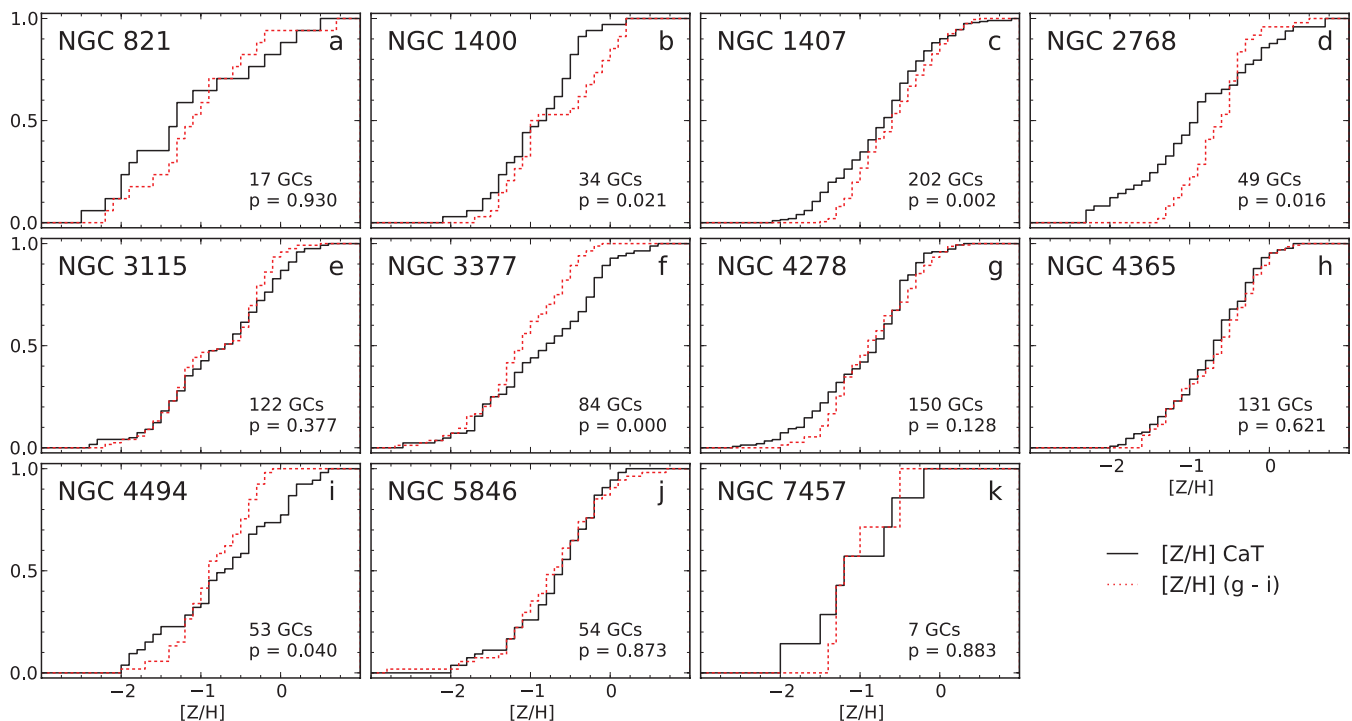 1.0
NGC 821
a
NGC 1400
b
NGC 1407
c
NGC 2768
d
0.5
17 GCs
p = 0.930
34 GCs
p = 0.021
202 GCs
p = 0.002
49 GCs
p = 0.016
0.0
1.0
NGC 3115
e
NGC 3377
f
NGC 4278
g
NGC 4365
h
0.5
122 GCs
p = 0.377
84 GCs
p = 0.000
150 GCs
p = 0.128
131 GCs
p = 0.621
0.0
−2 −1 0
[Z/H]
1.0
NGC 4494
i
NGC 5846
j
NGC 7457
k
0.5
53 GCs
p = 0.040
54 GCs
p = 0.873
7 GCs
p = 0.883
[Z/H] CaT
[Z/H] (g - i)
0.0
−2 −1 0
[Z/H]
−2 −1 0
[Z/H]
−2 −1 0
[Z/H]